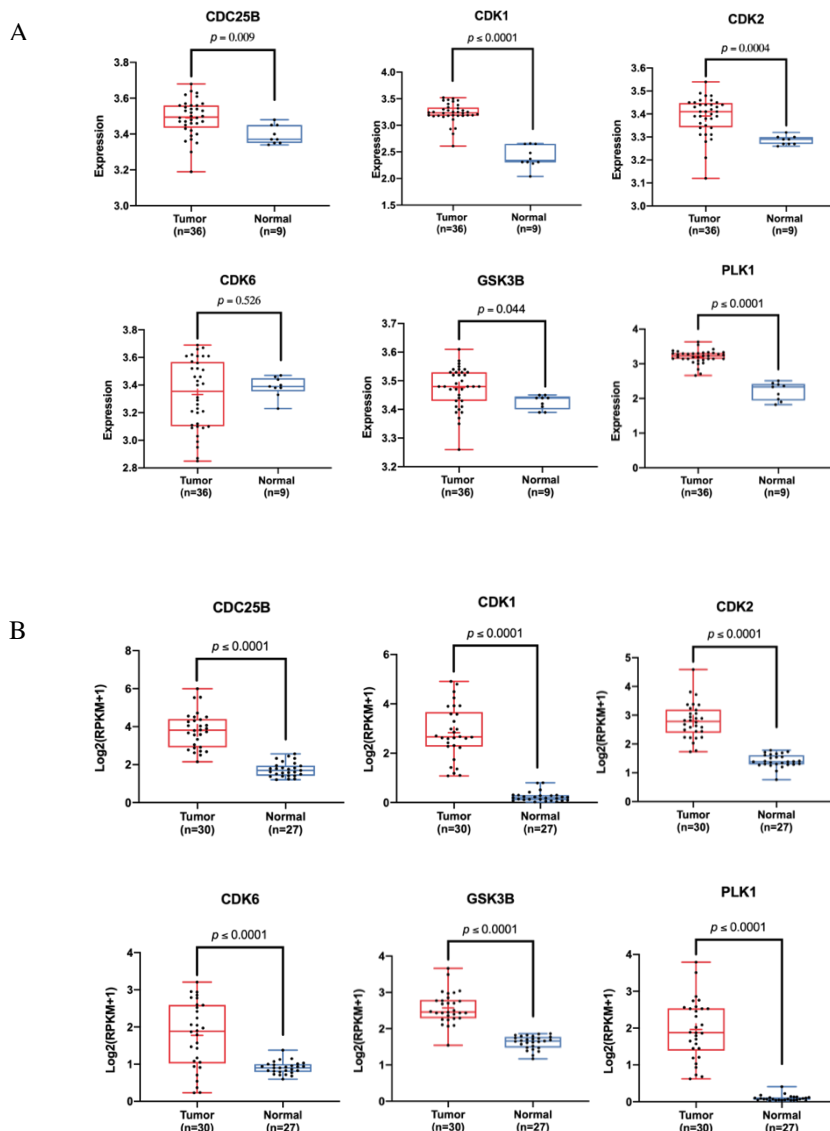 A
CDC25B
p = 0.009
Expression
3.8
3.6
3.4
3.2
3.0
Tumor
(n=36)
Normal
(n=9)
CDK1
p ≤ 0.0001
Expression
4.0
3.5
3.0
2.5
2.0
1.5
Tumor
(n=36)
Normal
(n=9)
CDK2
p = 0.0004
Expression
3.6
3.5
3.4
3.3
3.2
3.1
3.0
Tumor
(n=36)
Normal
(n=9)
CDK6
p = 0.526
Expression
3.8
3.6
3.4
3.2
3.0
2.8
Tumor
(n=36)
Normal
(n=9)
GSK3B
p = 0.044
Expression
3.7
3.6
3.5
3.4
3.3
3.2
Tumor
(n=36)
Normal
(n=9)
PLK1
p ≤ 0.0001
Expression
4
3
2
1
0
Tumor
(n=36)
Normal
(n=9)
B
CDC25B
p ≤ 0.0001
Log2(RPKM+1)
8
6
4
2
0
Tumor
(n=30)
Normal
(n=27)
CDK1
p ≤ 0.0001
Log2(RPKM+1)
6
5
4
3
2
1
0
Tumor
(n=30)
Normal
(n=27)
CDK2
p ≤ 0.0001
Log2(RPKM+1)
5
4
3
2
1
0
Tumor
(n=30)
Normal
(n=27)
CDK6
p ≤ 0.0001
Log2(RPKM+1)
4
3
2
1
0
Tumor
(n=30)
Normal
(n=27)
GSK3B
p ≤ 0.0001
Log2(RPKM+1)
4
3
2
1
0
Tumor
(n=30)
Normal
(n=27)
PLK1
p ≤ 0.0001
Log2(RPKM+1)
4
3
2
1
0
Tumor
(n=30)
Normal
(n=27)